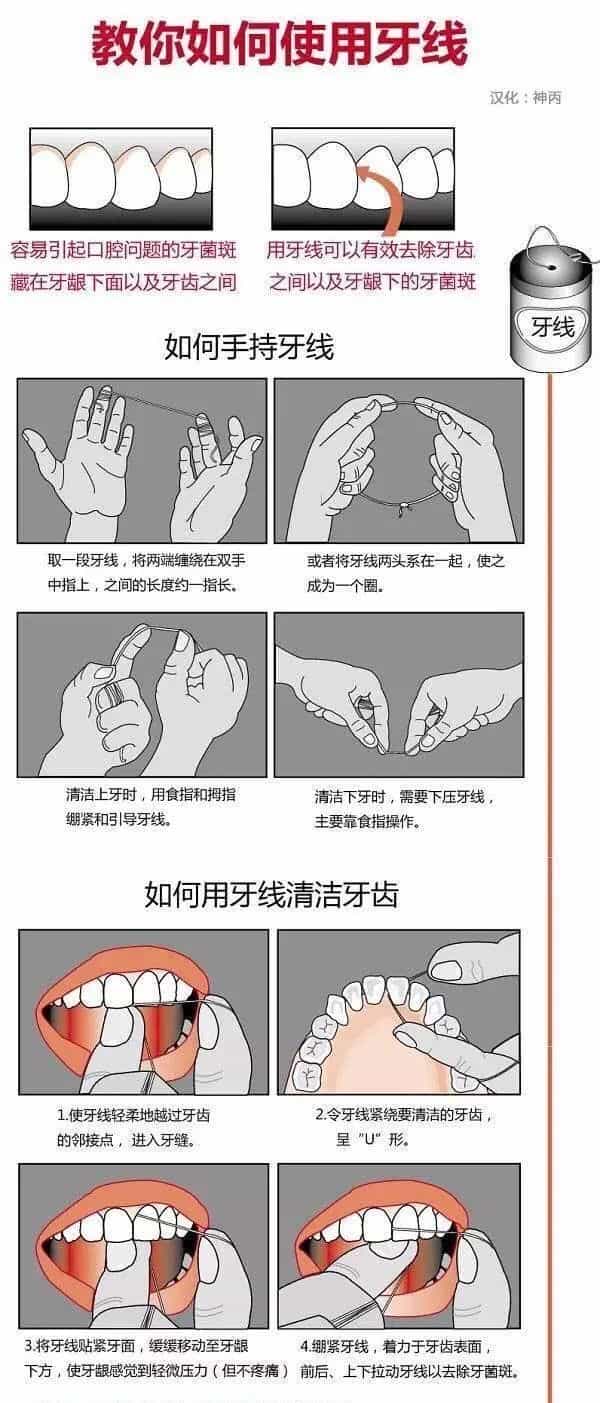 教你如何使用牙线
汉化：神丙
容易引起口腔问题的牙菌斑
藏在牙龈下面以及牙齿之间
用牙线可以有效去除牙齿
之间以及牙龈下的牙菌斑
牙线
如何手持牙线
取一段牙线，将两端缠绕在双手
中指上，之间的长度约一指长。
或者将牙线两头系在一起，使之
成为一个圈。
清洁上牙时，用食指和拇指
绷紧和引导牙线。
清洁下牙时，需要下压牙线，
主要靠食指操作。
如何用牙线清洁牙齿
1.使牙线轻柔地越过牙齿
的邻接点， 进入牙缝。
2.令牙线紧绕要清洁的牙齿，
呈“U”形。
3.将牙线贴紧牙面，缓缓移动至牙龈
下方，使牙龈感觉到轻微压力（但不疼痛）
4.绷紧牙线，着力于牙齿表面，
前后、上下拉动牙线以去除牙菌斑。